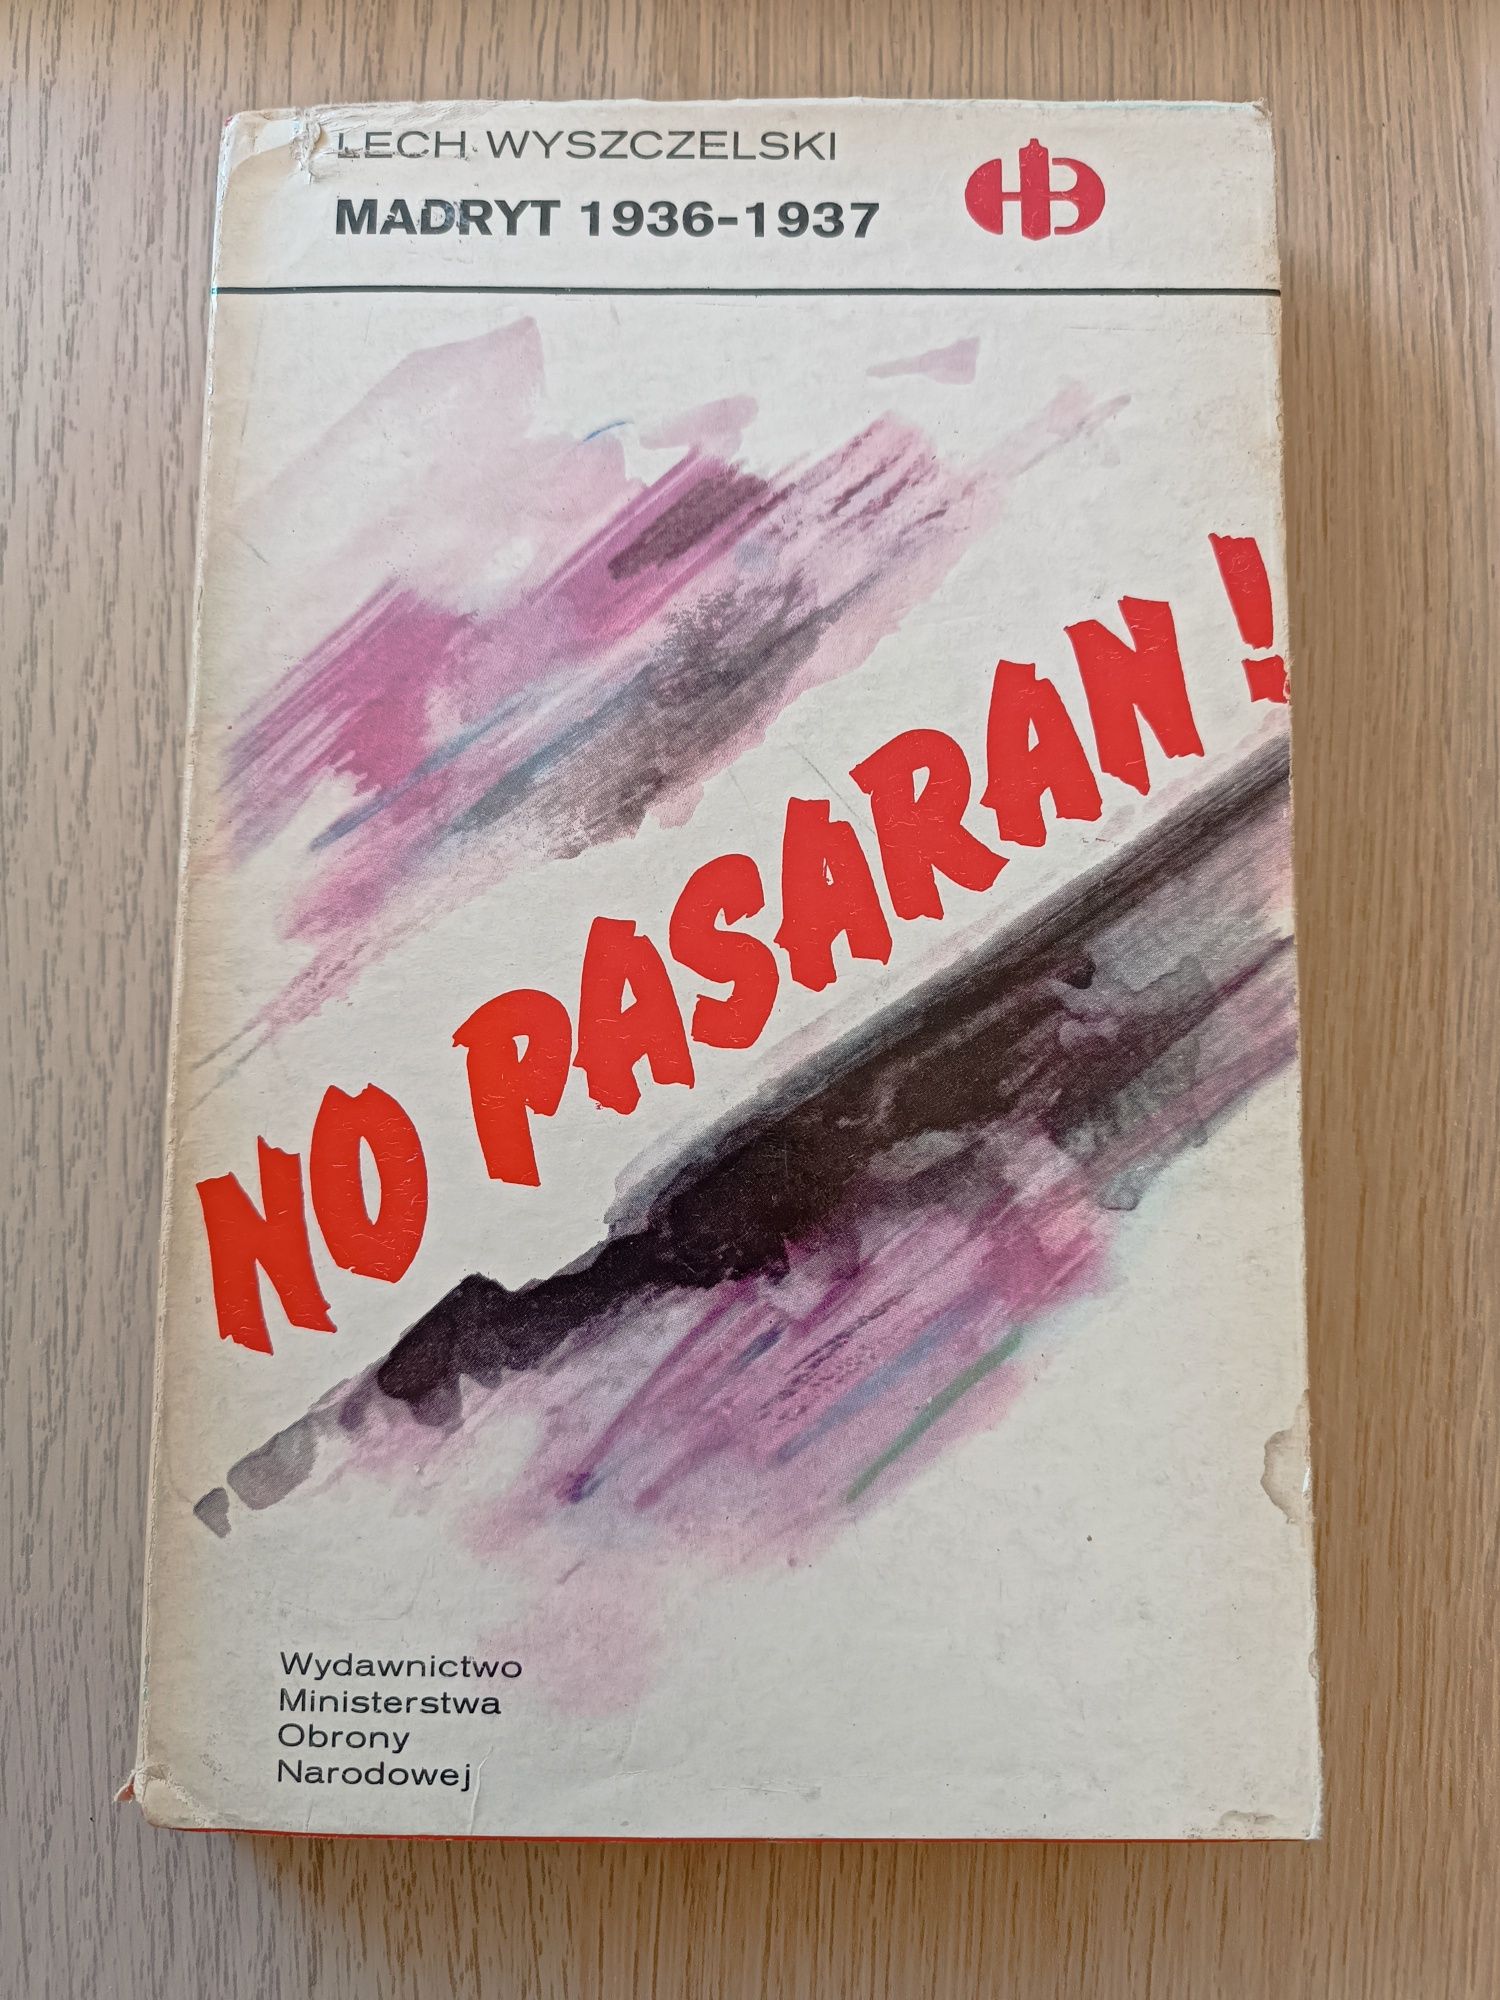 LECH WYSZCZELSKI
MADRYT 1936-1937
HB
NO PASARAN!
Wydawnictwo
Ministerstwa
Obrony
Narodowej